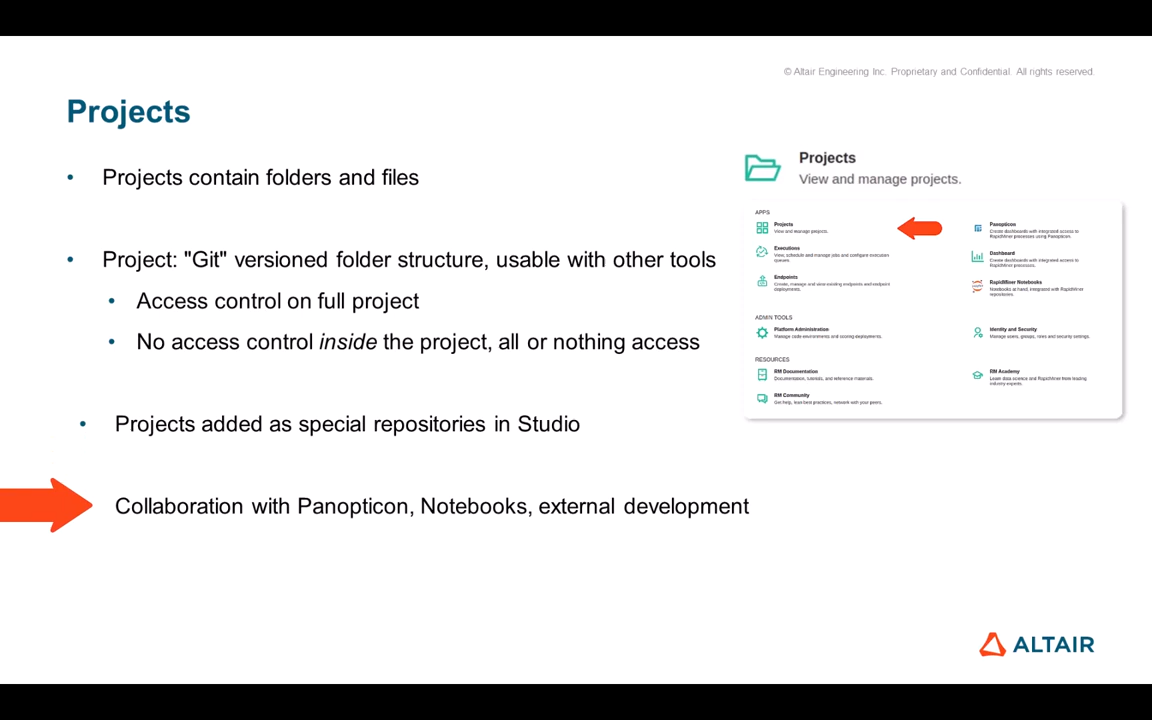 © Altair Engineering Inc. Proprietary and Confidential. All rights reserved.
Projects
• Projects contain folders and files
• Project: "Git" versioned folder structure, usable with other tools
• Access control on full project
• No access control inside the project, all or nothing access
• Projects added as special repositories in Studio
Collaboration with Panopticon, Notebooks, external development
Projects
View and manage projects.
APPS
Projects
View and manage projects.
Executions
View, schedule and manage jobs and configure execution
queues.
Endpoints
Create, manage and view existing endpoints and endpoint
deployments.
Panopticon
Create dashboards with integrated access to
RapidMiner processes using Panopticon.
Dashboard
Create dashboards with integrated access to
RapidMiner processes.
RapidMiner Notebooks
Notebooks at hand, integrated with RapidMiner
repositories.
ADMIN TOOLS
Platform Administration
Manage code environments and scoring deployments.
Identity and Security
Manage users, groups, roles and security settings.
RESOURCES
RM Documentation
Documentation, tutorials, and reference materials.
RM Community
Get help, learn best practices, network with your peers.
RM Academy
Learn data science and RapidMiner from leading
industry experts.
ALTAIR